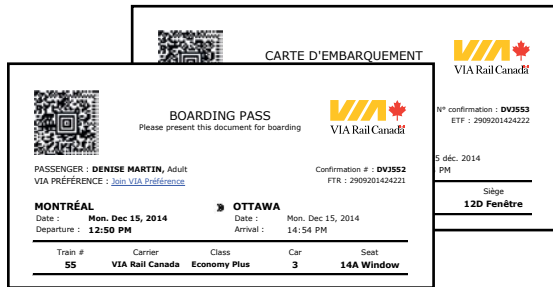 CARTE D'EMBARQUEMENT
VIA Rail Canada
N° confirmation : DVJ553
ETF : 2909201424222
5 déc. 2014
PM
Siège
12D Fenêtre
BOARDING PASS
Please present this document for boarding
VIA Rail Canada
PASSENGER : DENISE MARTIN, Adult
Confirmation # : DVJ552
VIA PRÉFÉRENCE : Join VIA Préférence
FTR : 2909201424221
MONTRÉAL » OTTAWA
Date : Mon. Dec 15, 2014 Date : Mon. Dec 15, 2014
Departure : 12:50 PM Arrival : 14:54 PM
Train # Carrier Class Car Seat
55 VIA Rail Canada Economy Plus 3 14A Window